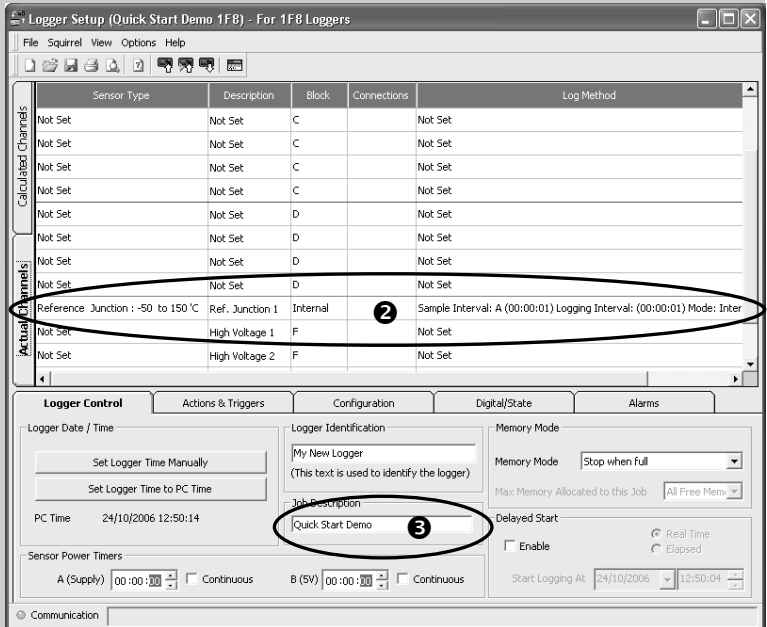 Logger Setup (Quick Start Demo 1F8) - For 1F8 Loggers
File Squirrel View Options Help
Calculated Channels
Actual Channels
Sensor Type Description Block Connections Log Method
Not Set Not Set C Not Set
Not Set Not Set C Not Set
Not Set Not Set C Not Set
Not Set Not Set C Not Set
Not Set Not Set D Not Set
Not Set Not Set D Not Set
Not Set Not Set D Not Set
Not Set Not Set D Not Set
Reference Junction : -50 to 150 'C Ref. Junction 1 Internal 2 Sample Interval: A (00:00:01) Logging Interval: (00:00:01) Mode: Inter
Not Set High Voltage 1 F Not Set
Not Set High Voltage 2 F Not Set
Logger Control Actions & Triggers Configuration Digital/State Alarms
Logger Date / Time
Set Logger Time Manually
Set Logger Time to PC Time
PC Time 24/10/2006 12:50:14
Logger Identification
My New Logger
(This text is used to identify the logger)
Job Description
Quick Start Demo 3
Memory Mode
Memory Mode Stop when full
Max Memory Allocated to this Job All Free Mem
Delayed Start
Enable
Real Time
Elapsed
Start Logging At 24/10/2006 12:50:04
Sensor Power Timers
A (Supply) 00:00:00 Continuous B (5V) 00:00:00 Continuous
Communication